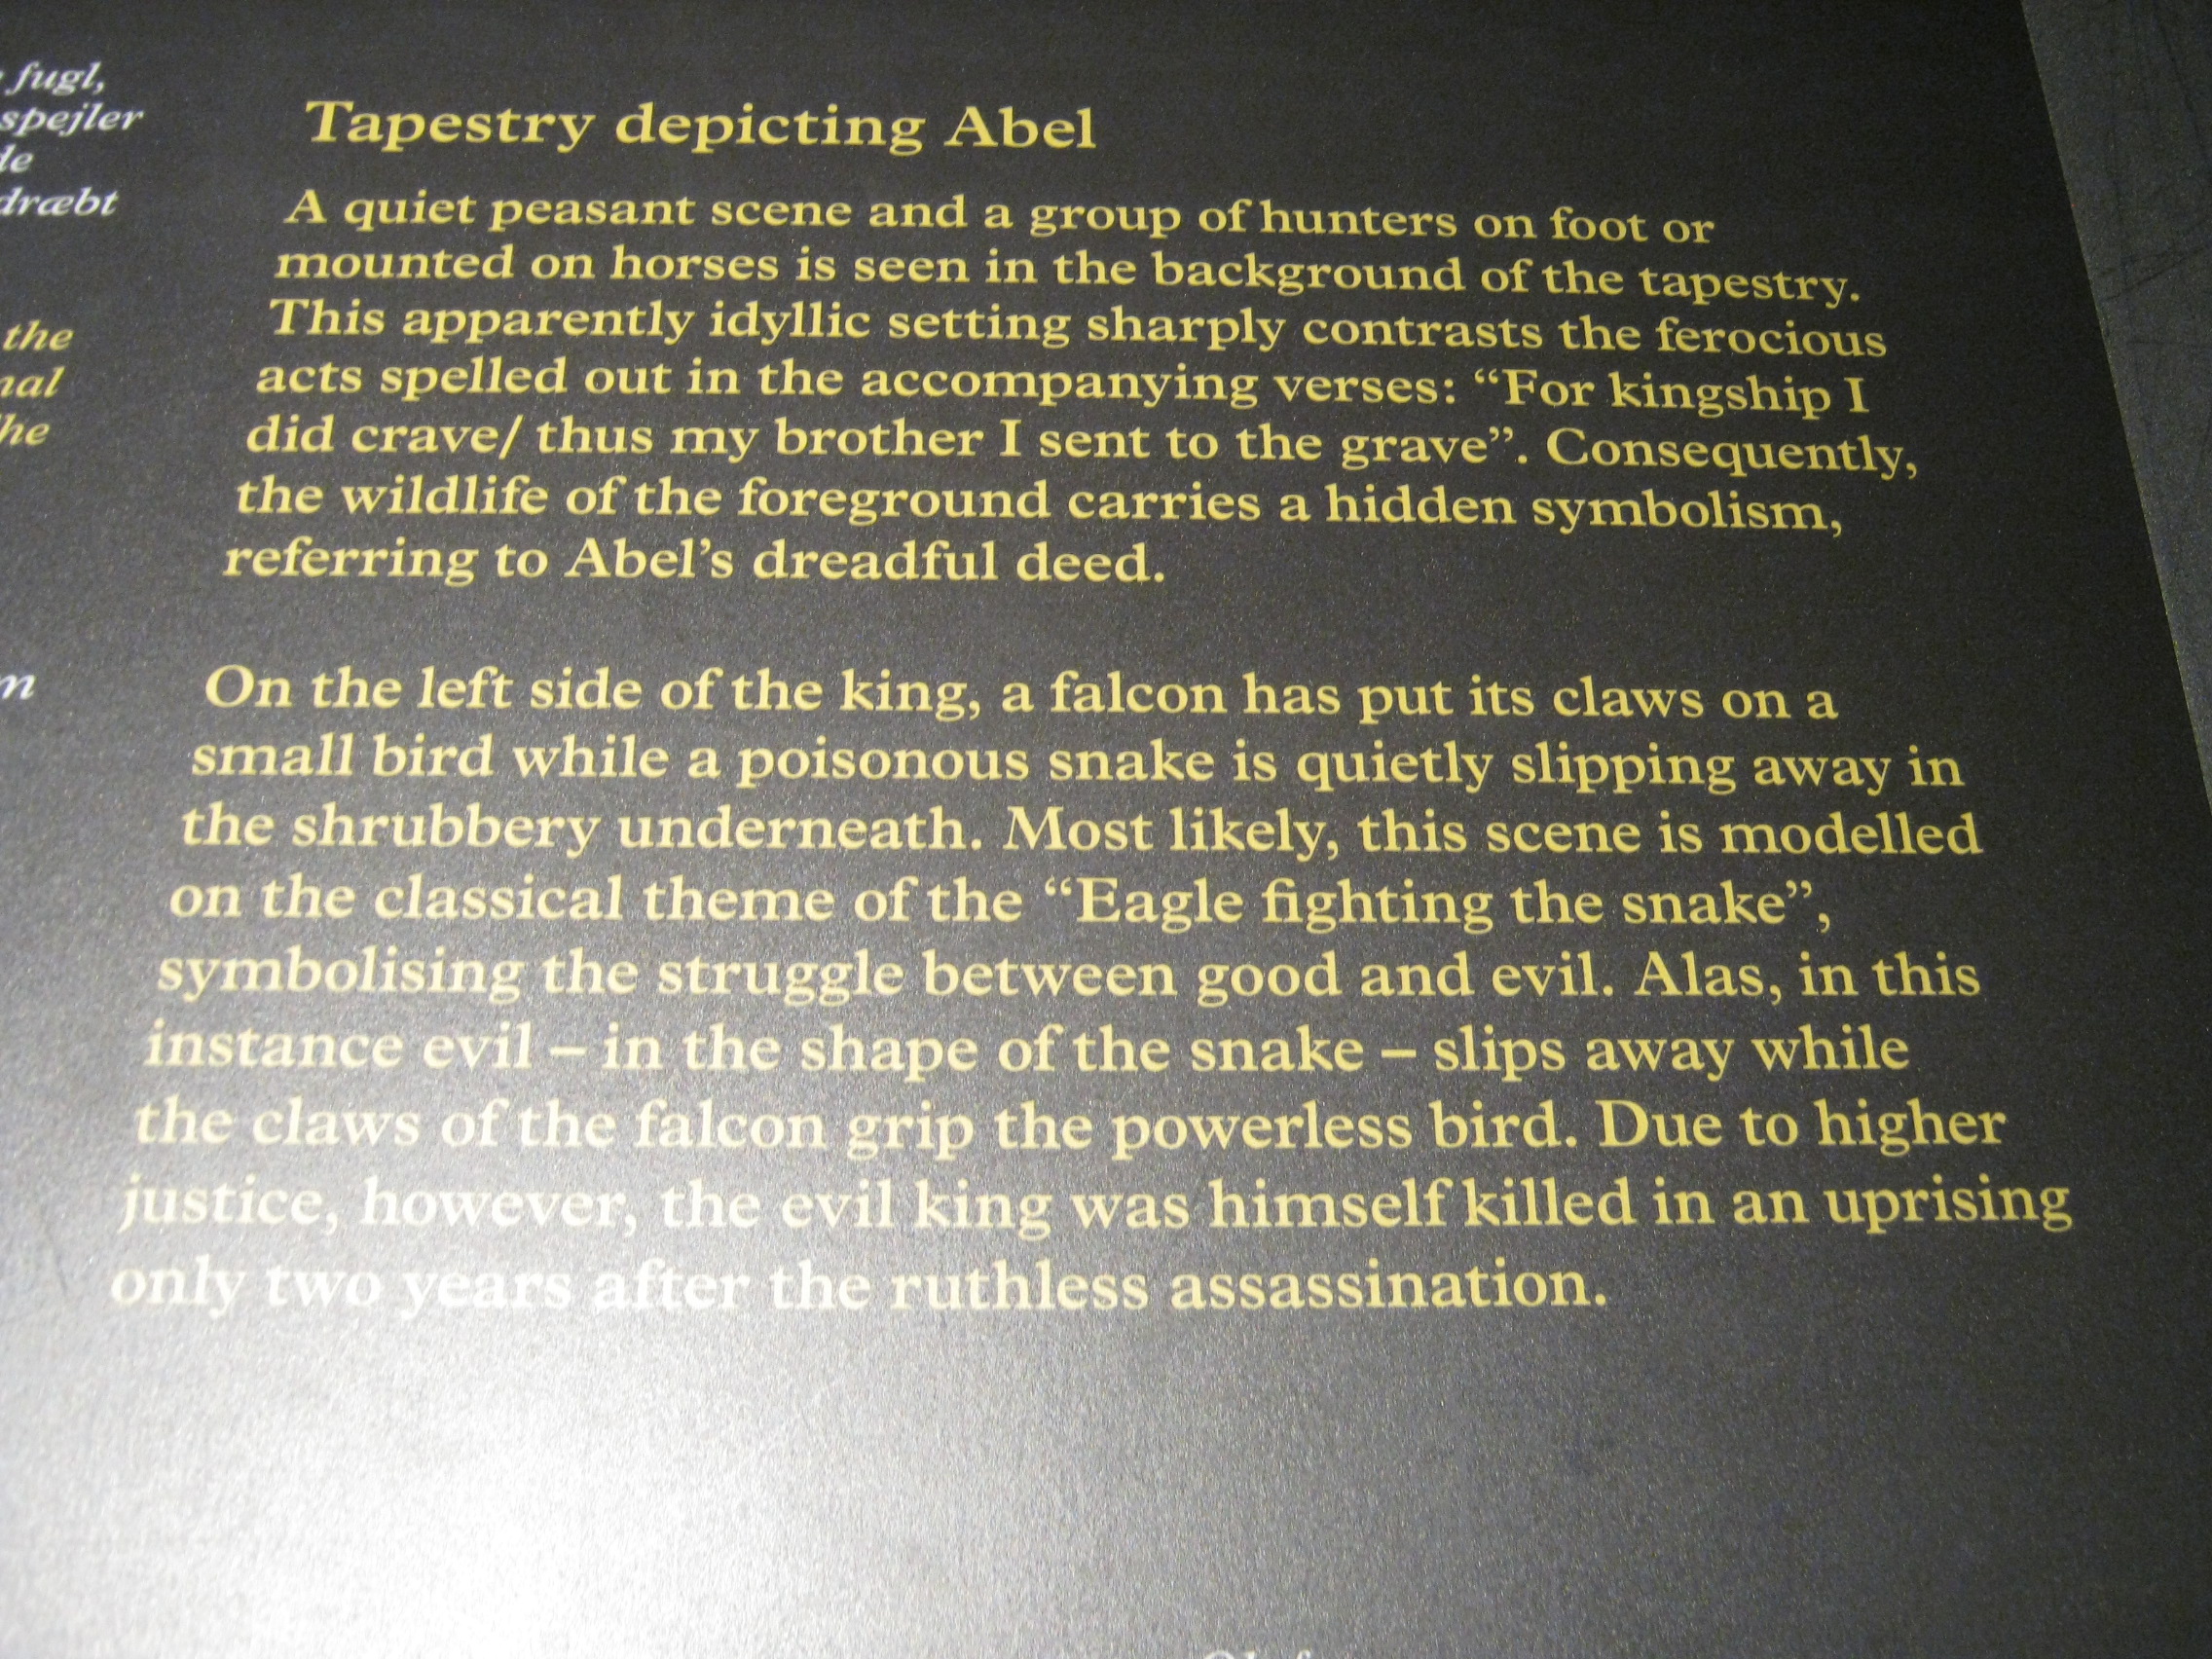 fugl,
spejler
de
dræbt
the
he
m
Tapestry depicting Abel
A quiet peasant scene and a group of hunters on foot or
mounted on horses is seen in the background of the tapestry.
This apparently idyllic setting sharply contrasts the ferocious
acts spelled out in the accompanying verses: “For kingship I
did crave/ thus my brother I sent to the grave”. Consequently,
the wildlife of the foreground carries a hidden symbolism,
referring to Abel’s dreadful deed.
On the left side of the king, a falcon has put its claws on a
small bird while a poisonous snake is quietly slipping away in
the shrubbery underneath. Most likely, this scene is modelled
on the classical theme of the “Eagle fighting the snake”,
symbolising the struggle between good and evil. Alas, in this
instance evil – in the shape of the snake – slips away while
the claws of the falcon grip the powerless bird. Due to higher
justice, however, the evil king was himself killed in an uprising
only two years after the ruthless assassination.